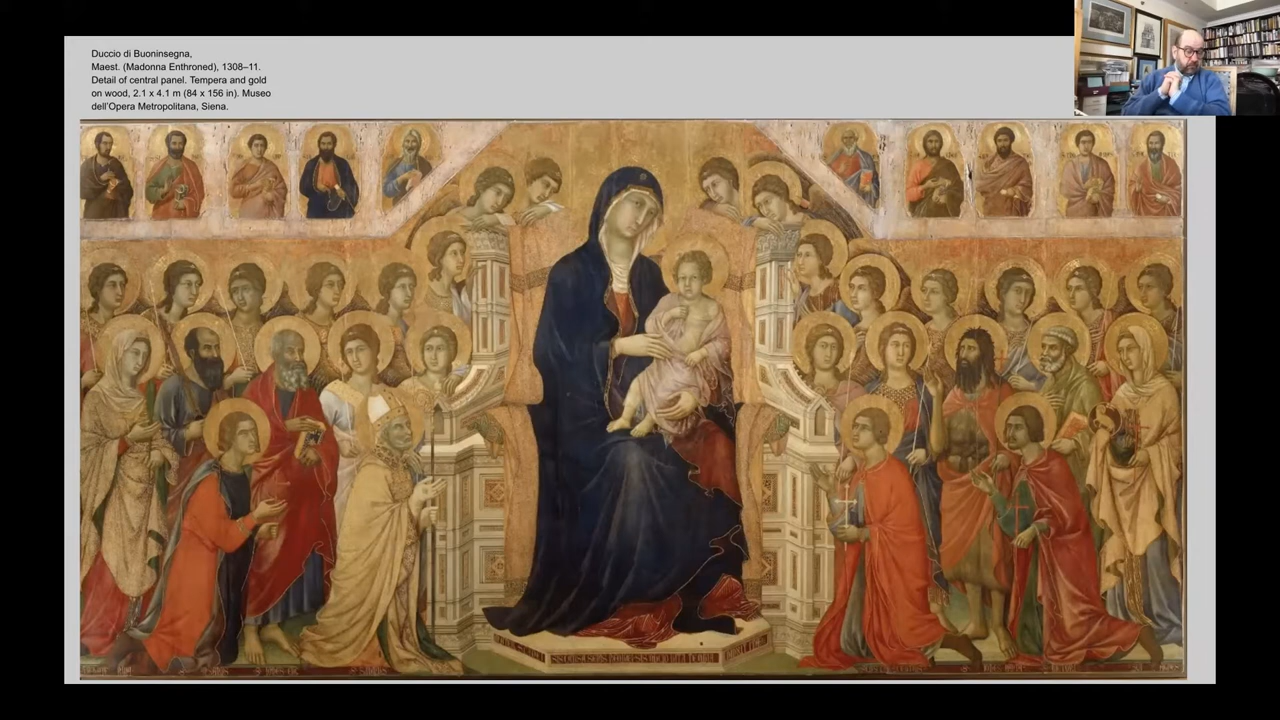 Duccio di Buoninsegna,
Maest. (Madonna Enthroned), 1308–11.
Detail of central panel. Tempera and gold
on wood, 2.1 x 4.1 m (84 x 156 in). Museo
dell'Opera Metropolitana, Siena.